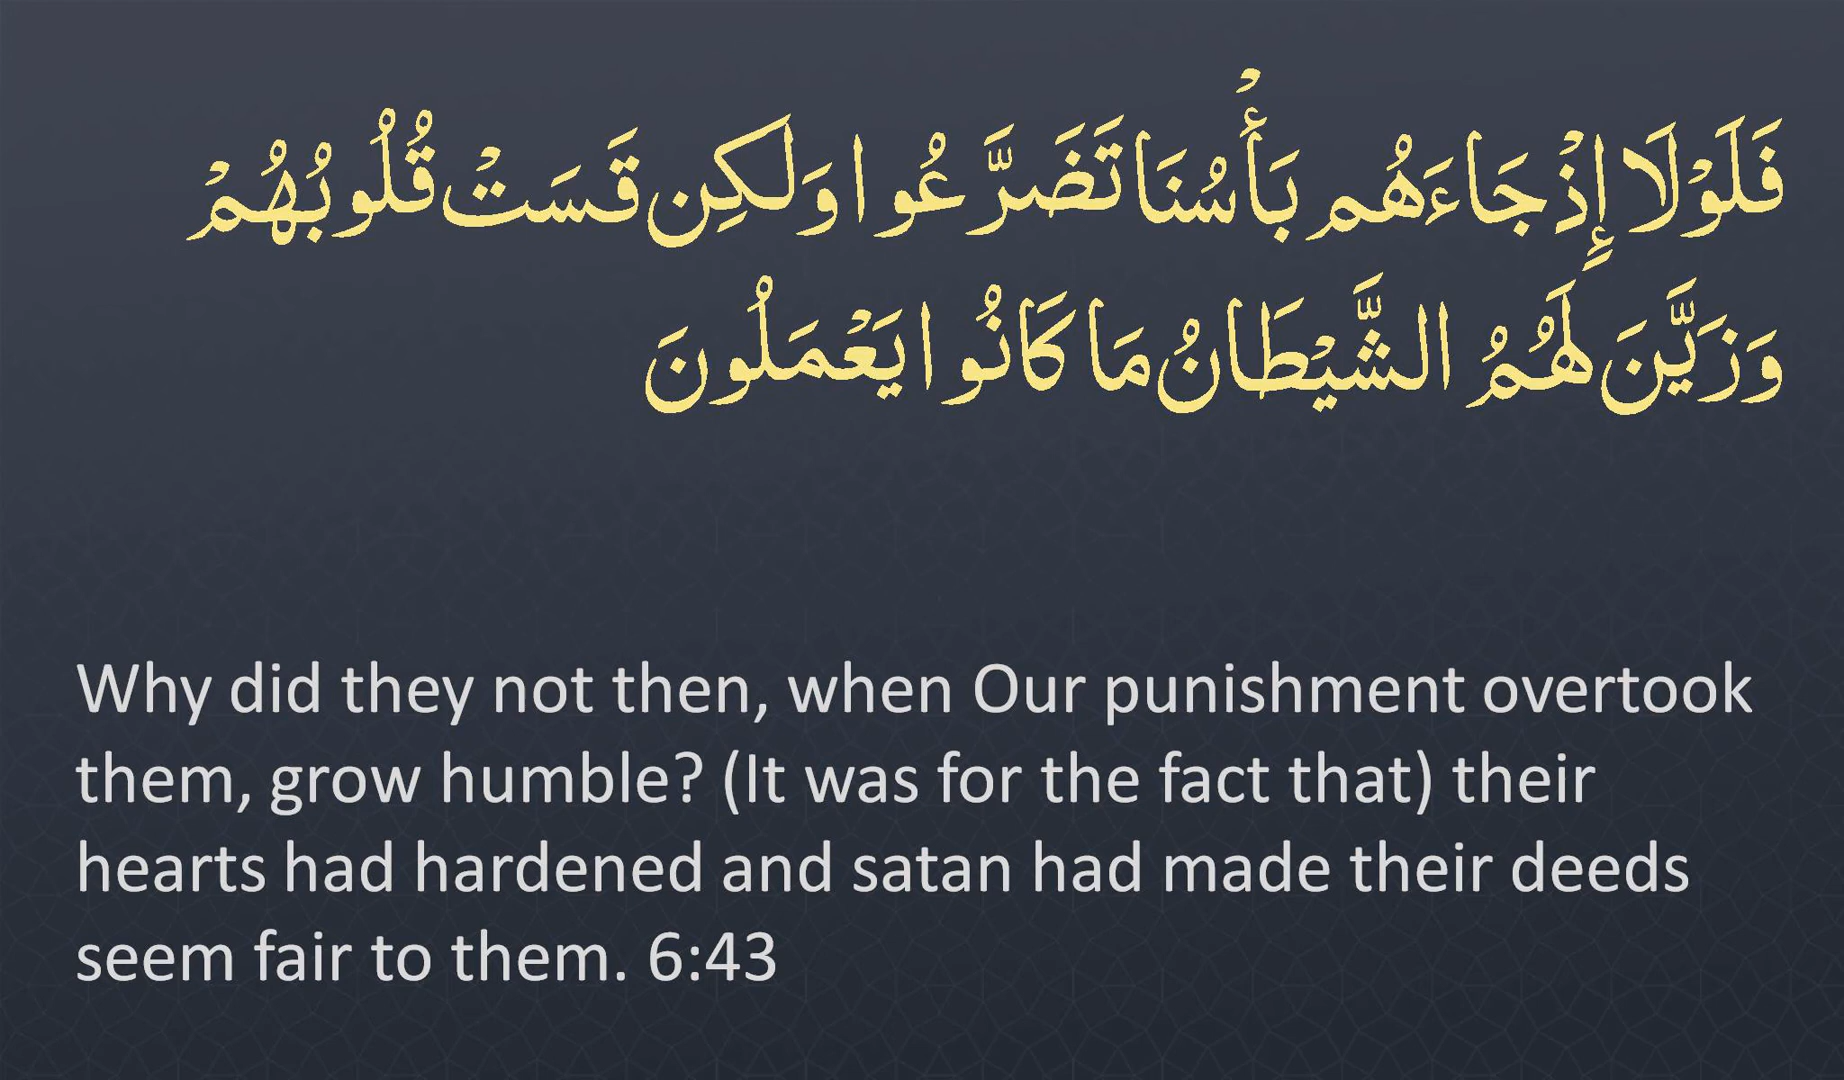 فَلَوْلَا إِذْ جَاءَهُم بَأْسُنَا تَضَرَّعُوا وَلَكِن قَسَتْ قُلُوبُهُمْ
وَزَيَّنَ لَهُمُ الشَّيْطَانُ مَا كَانُوا يَعْمَلُونَ
Why did they not then, when Our punishment overtook
them, grow humble? (It was for the fact that) their
hearts had hardened and satan had made their deeds
seem fair to them. 6:43